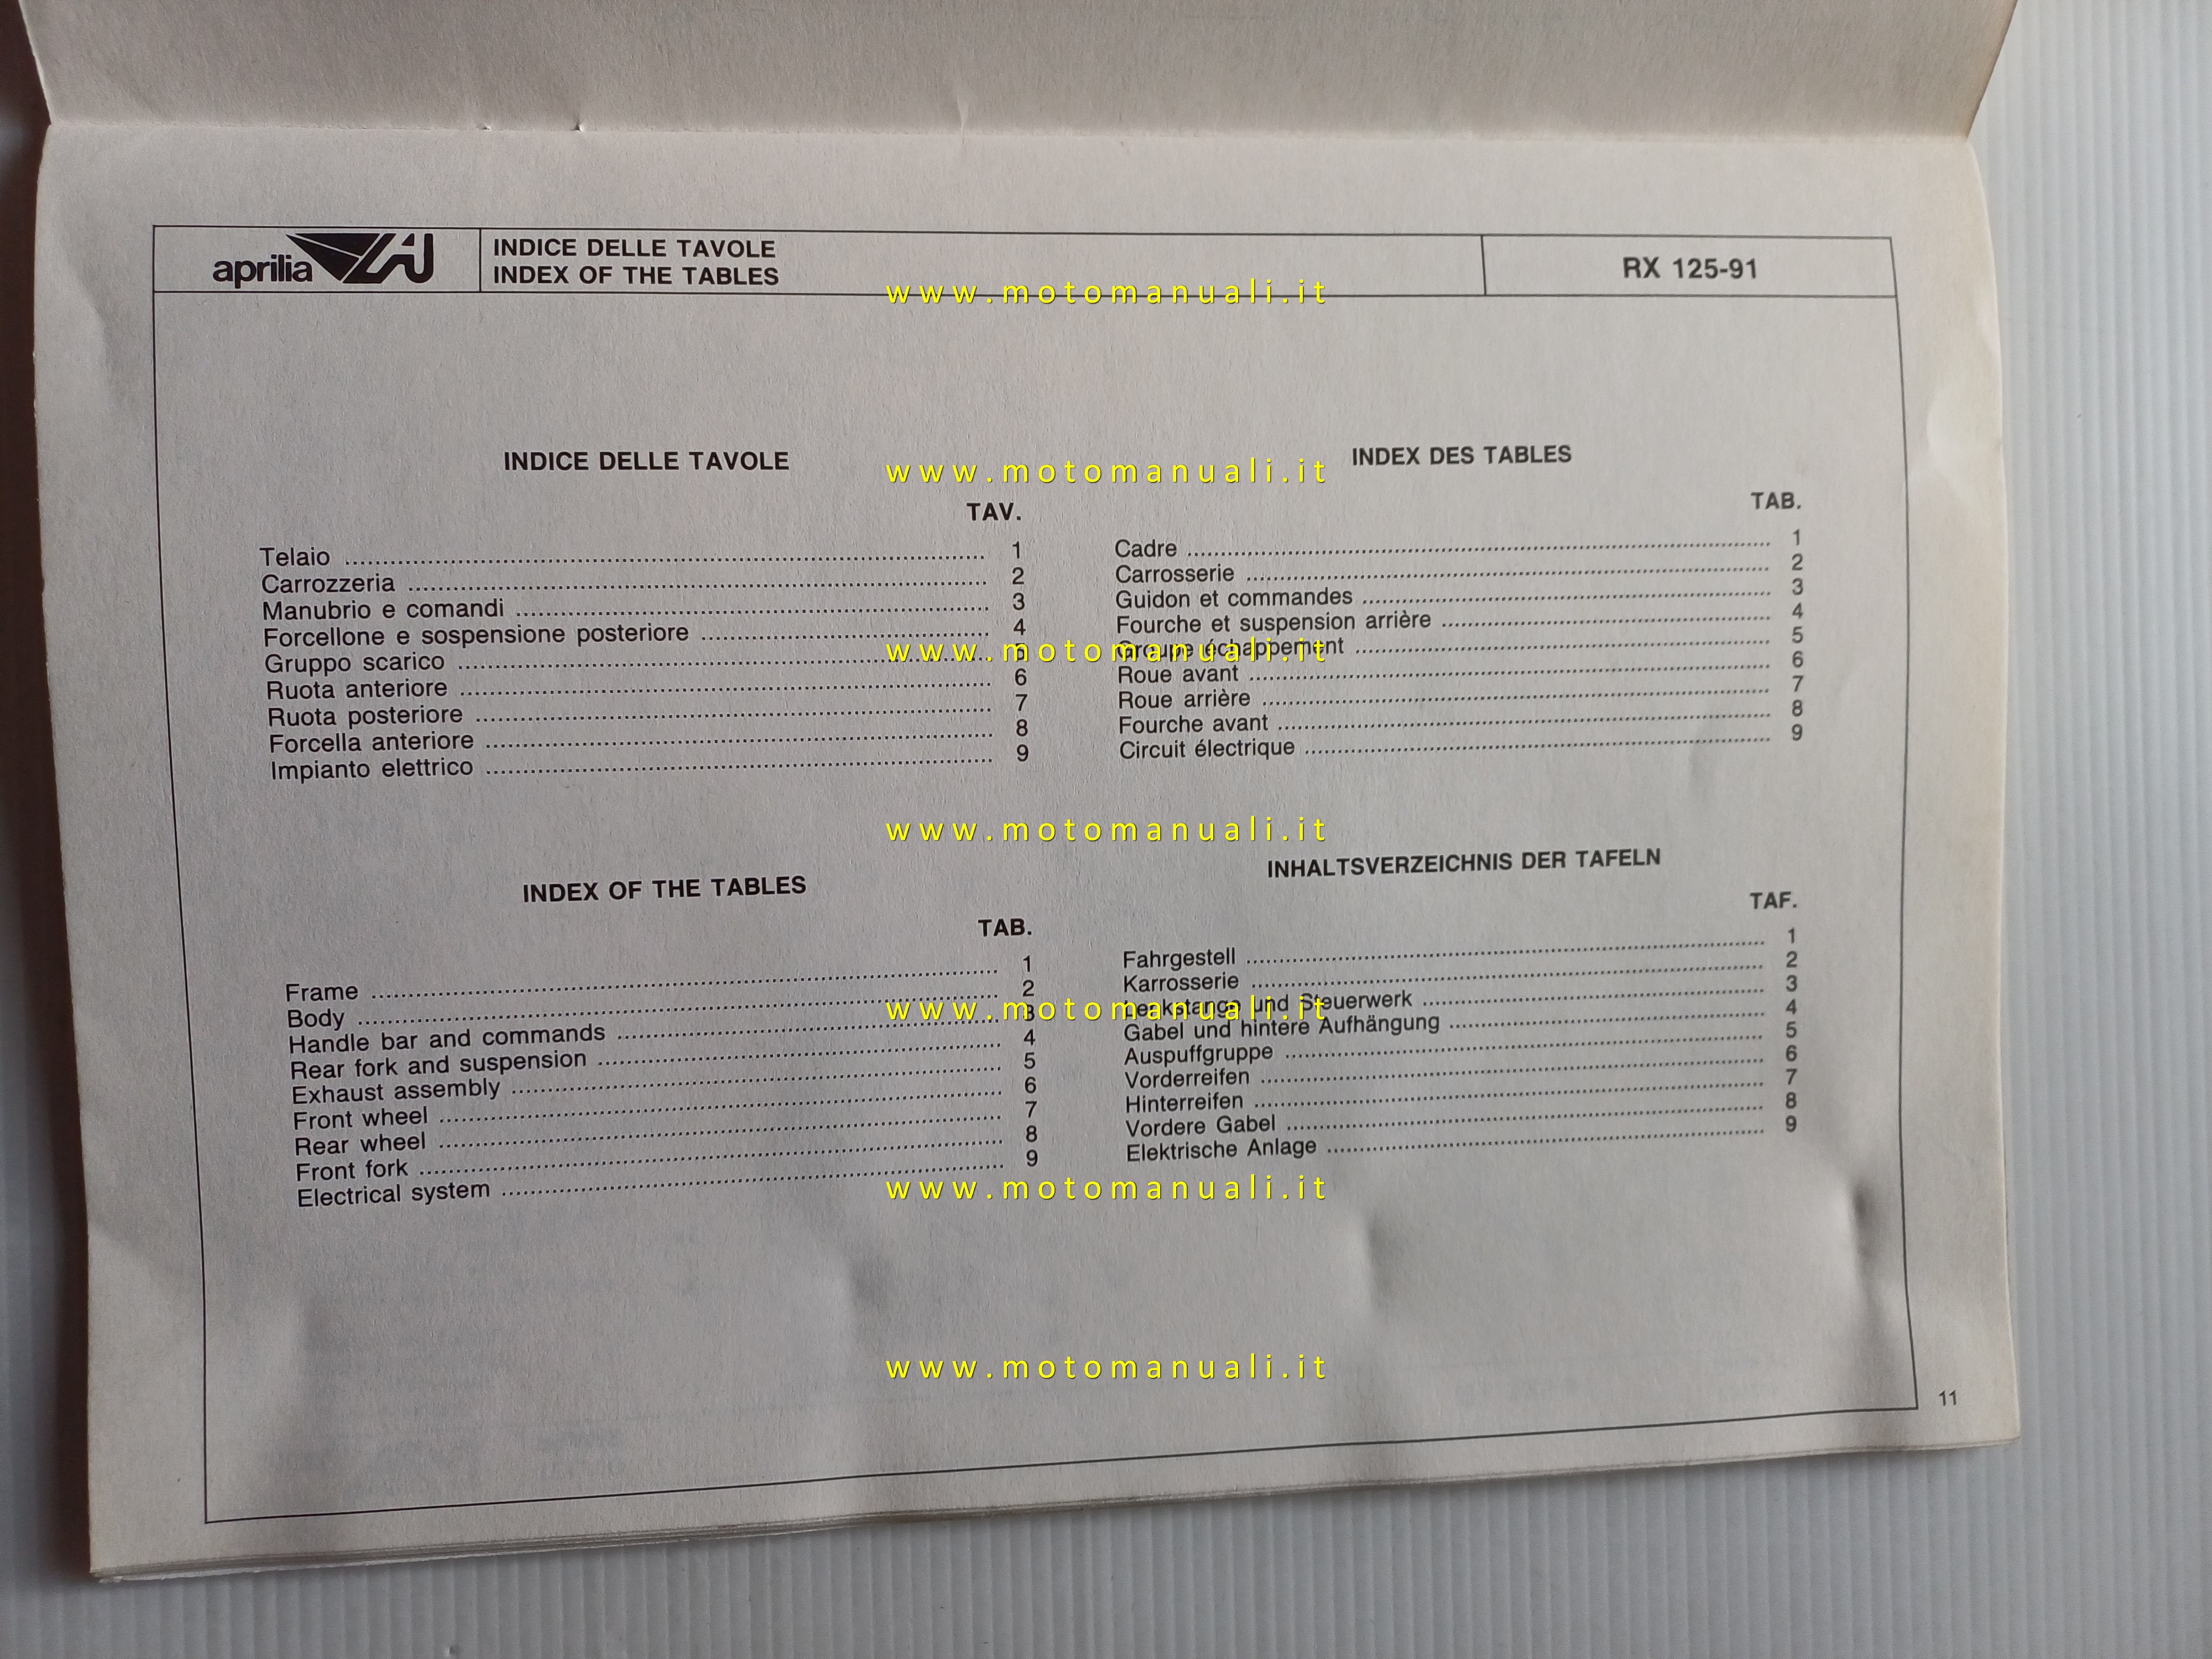 aprilia
INDICE DELLE TAVOLE
INDEX OF THE TABLES
RX 125-91
www.motomanuali.it
INDICE DELLE TAVOLE
TAV.
Telaio 1
Carrozzeria 2
Manubrio e comandi 3
Forcellone e sospensione posteriore 4
Gruppo scarico 5
Ruota anteriore 6
Ruota posteriore 7
Forcella anteriore 8
Impianto elettrico 9
www.motomanuali.it
INDEX DES TABLES
TAB.
Cadre 1
Carrosserie 2
Guidon et commandes 3
Fourche et suspension arrière 4
Groupe échappement 5
Roue avant 6
Roue arrière 7
Fourche avant 8
Circuit électrique 9
www.motomanuali.it
www.motomanuali.it
INDEX OF THE TABLES
TAB.
Frame 1
Body 2
Handle bar and commands 3
Rear fork and suspension 4
Exhaust assembly 5
Front wheel 6
Rear wheel 7
Front fork 8
Electrical system 9
INHALTSVERZEICHNIS DER TAFELN
TAF.
Fahrgestell 1
Karrosserie 2
Lenkstange und Steuerwerk 3
Gabel und hintere Aufhängung 4
Auspuffgruppe 5
Vorderreifen 6
Hinterreifen 7
Vordere Gabel 8
Elektrische Anlage 9
www.motomanuali.it
www.motomanuali.it
www.motomanuali.it
11